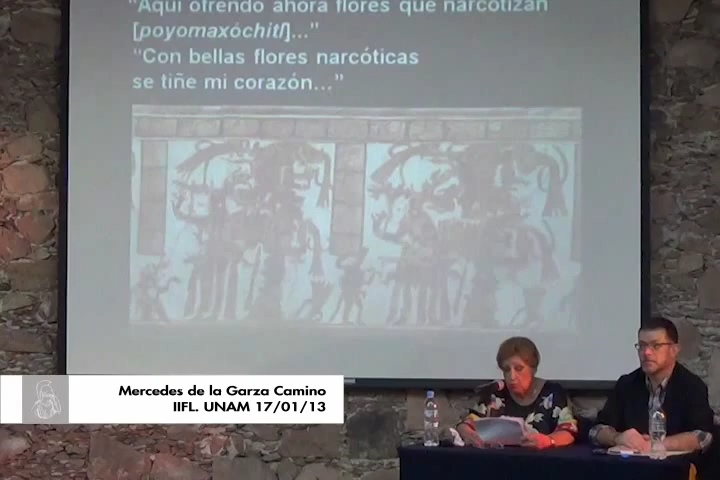 "Aquí ofrendo ahora flores que narcotizan
[poyomaxóchitl]..."
"Con bellas flores narcóticas
se tiñe mi corazón..."
Mercedes de la Garza Camino
IIFL. UNAM 17/01/13